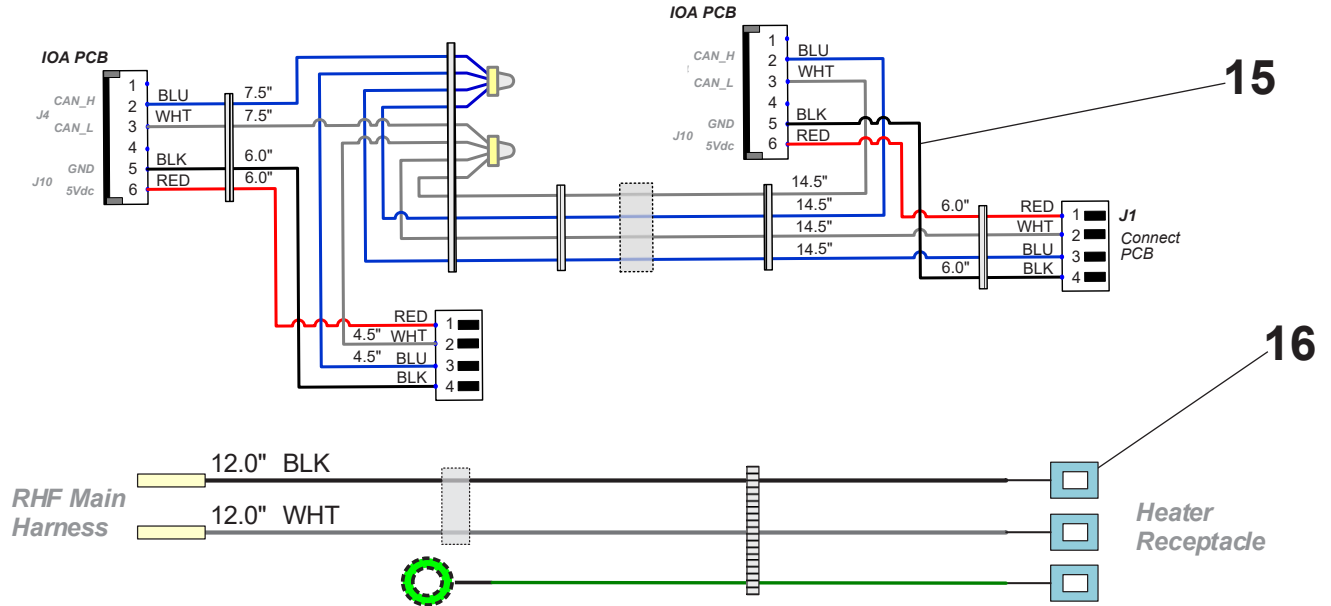 IOA PCB
1
CAN_H
2
BLU
7.5"
J4
WHT
7.5"
CAN_L
3
4
GND
5
BLK
6.0"
J10
RED
6.0"
5Vdc
6
IOA PCB
1
CAN_H
2
BLU
WHT
CAN_L
3
4
BLK
GND
5
J10
RED
5Vdc
6
15
14.5"
14.5"
14.5"
14.5"
6.0"
RED
1
J1
WHT
2
Connect
PCB
BLU
3
6.0"
BLK
4
RED
1
4.5"
WHT
2
4.5"
BLU
3
BLK
4
16
12.0" BLK
RHF Main
Harness
12.0" WHT
Heater
Receptacle